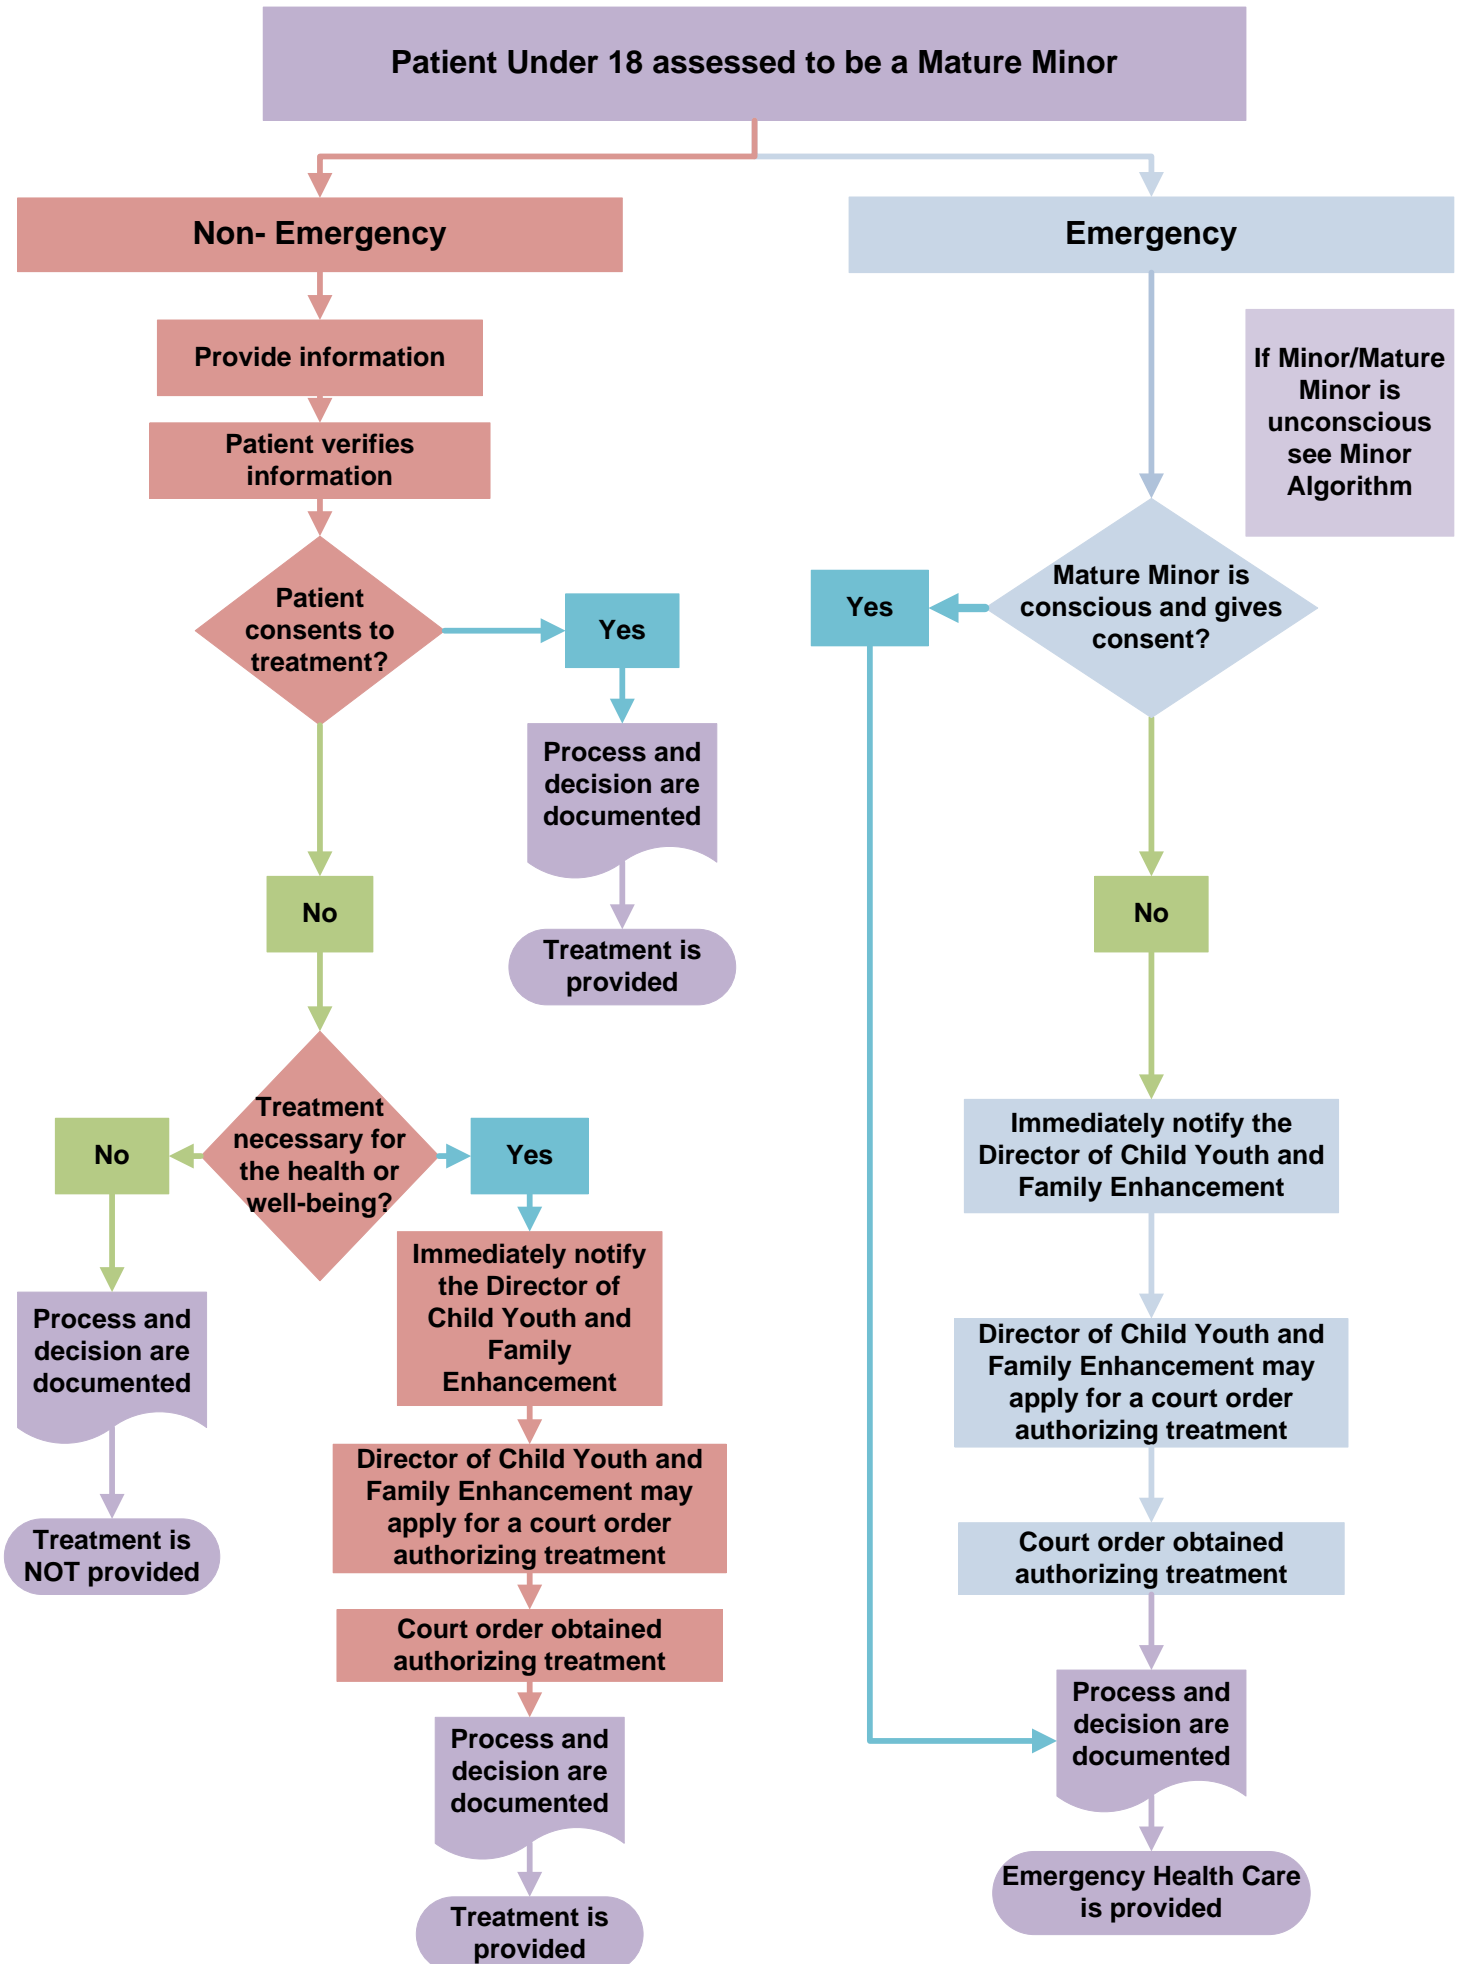 Patient Under 18 assessed to be a Mature Minor
Non- Emergency
Provide information
Patient verifies
information
Patient
consents to
treatment?
Yes
Process and
decision are
documented
Treatment is
provided
No
Treatment
necessary for
the health or
well-being?
No
Process and
decision are
documented
Treatment is
NOT provided
Yes
Immediately notify
the Director of
Child Youth and
Family
Enhancement
Director of Child Youth and
Family Enhancement may
apply for a court order
authorizing treatment
Court order obtained
authorizing treatment
Process and
decision are
documented
Treatment is
provided
Emergency
If Minor/Mature
Minor is
unconscious
see Minor
Algorithm
Mature Minor is
conscious and gives
consent?
Yes
No
Immediately notify the
Director of Child Youth and
Family Enhancement
Director of Child Youth and
Family Enhancement may
apply for a court order
authorizing treatment
Court order obtained
authorizing treatment
Process and
decision are
documented
Emergency Health Care
is provided